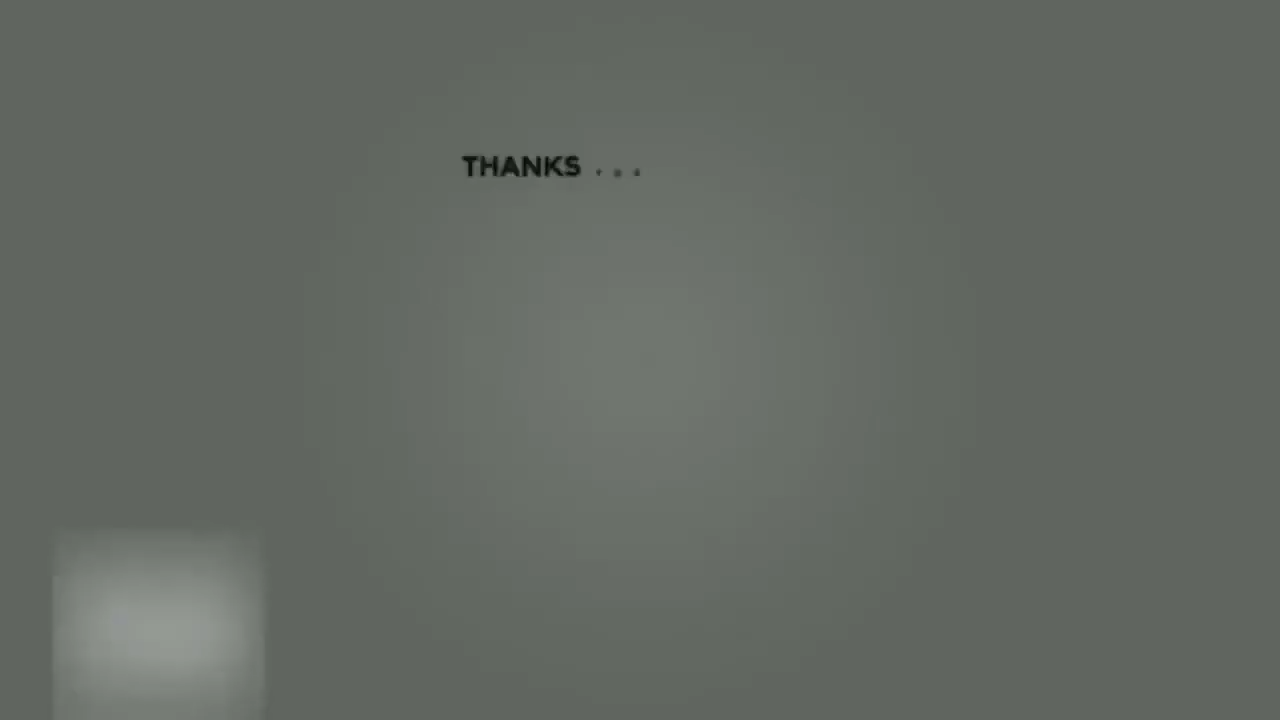 THANKS . . .